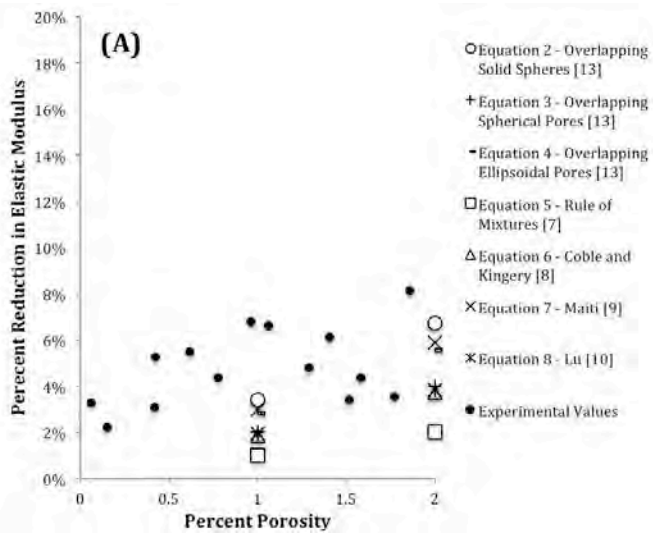 (A)
Perecent Reduction in Elastic Modulus
20%
18%
16%
14%
12%
10%
8%
6%
4%
2%
0%
0
0.5
1
1.5
2
Percent Porosity
Equation 2 - Overlapping
Solid Spheres [13]
Equation 3 - Overlapping
Spherical Pores [13]
Equation 4 - Overlapping
Ellipsoidal Pores [13]
Equation 5 - Rule of
Mixtures [7]
Equation 6 - Coble and
Kingery [8]
Equation 7 - Maiti [9]
Equation 8 - Lu [10]
Experimental Values